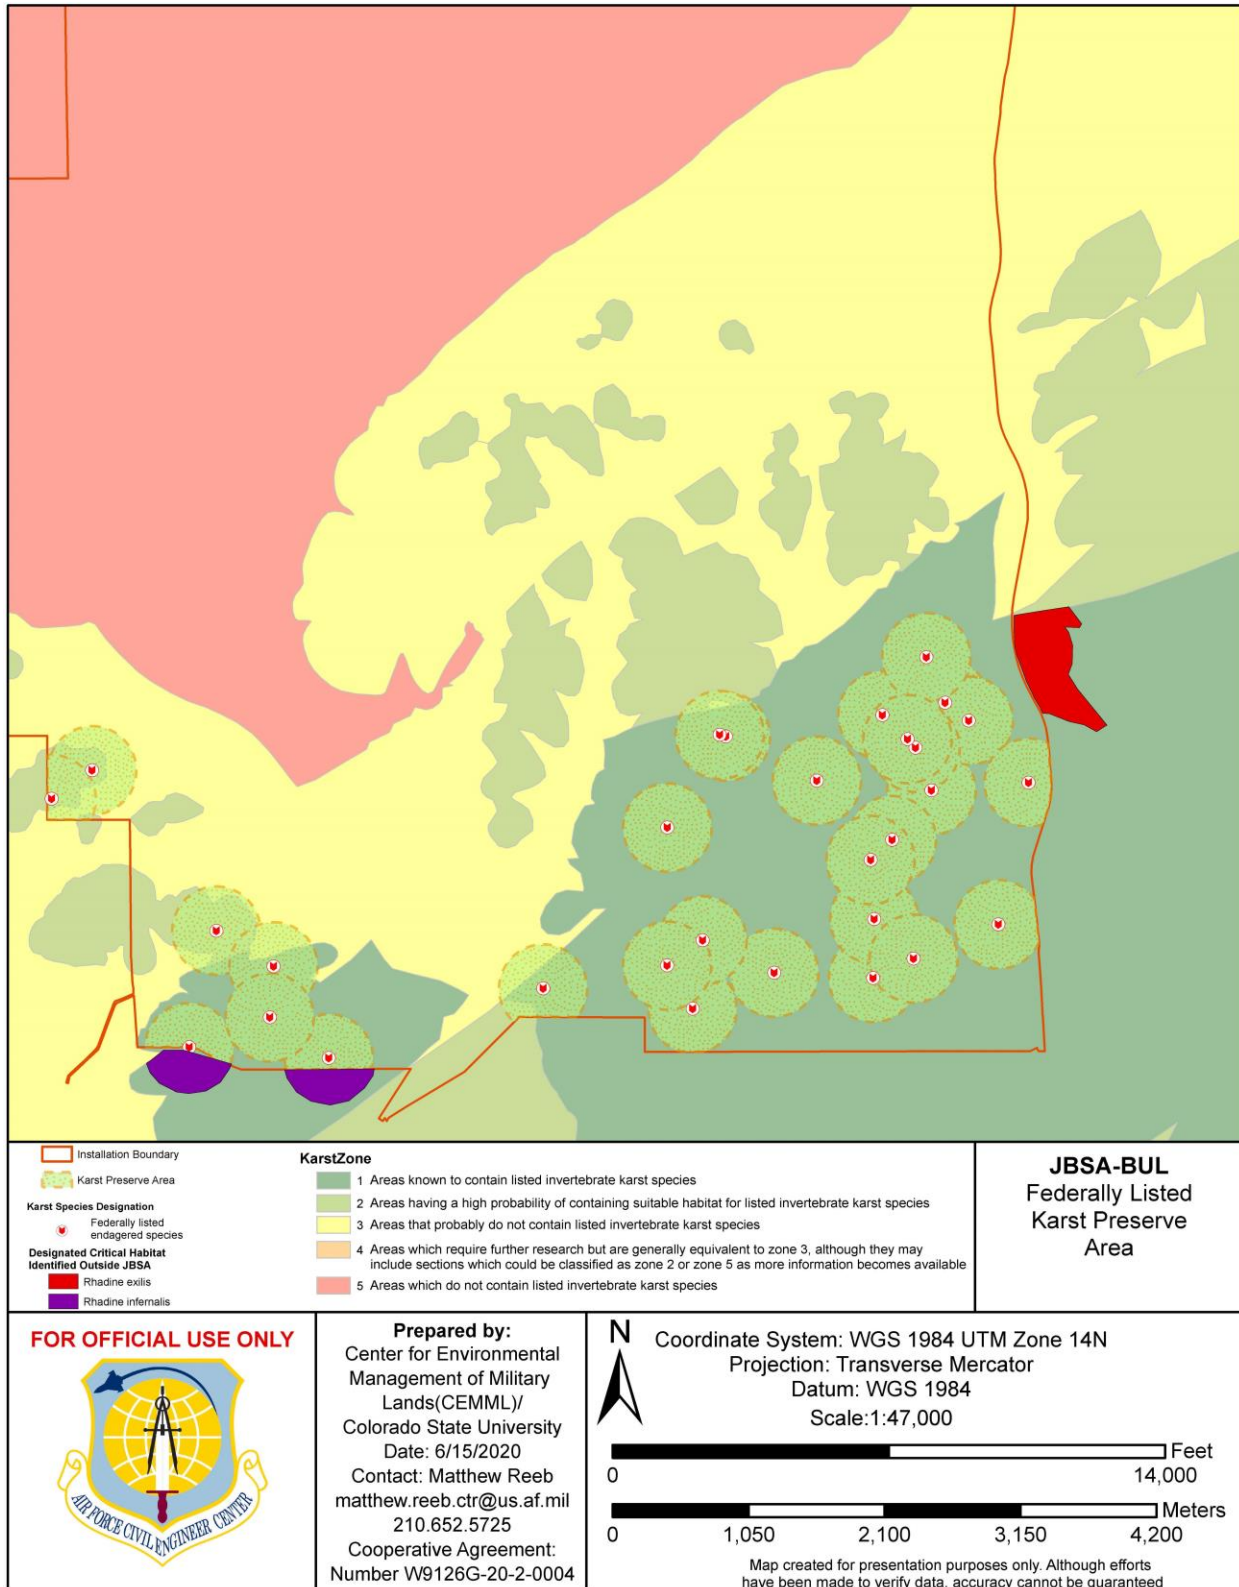 Installation Boundary
Karst Preserve Area
Karst Species Designation
Federally listed
endagered species
Designated Critical Habitat
Identified Outside JBSA
Rhadine exilis
Rhadine infernalis
KarstZone
1 Areas known to contain listed invertebrate karst species
2 Areas having a high probability of containing suitable habitat for listed invertebrate karst species
3 Areas that probably do not contain listed invertebrate karst species
4 Areas which require further research but are generally equivalent to zone 3, although they may
include sections which could be classified as zone 2 or zone 5 as more information becomes available
5 Areas which do not contain listed invertebrate karst species
JBSA-BUL
Federally Listed
Karst Preserve
Area
FOR OFFICIAL USE ONLY
AIR FORCE CIVIL ENGINEER CENTER
Prepared by:
Center for Environmental
Management of Military
Lands(CEMML)/
Colorado State University
Date: 6/15/2020
Contact: Matthew Reeb
matthew.reeb.ctr@us.af.mil
210.652.5725
Cooperative Agreement:
Number W9126G-20-2-0004
N
Coordinate System: WGS 1984 UTM Zone 14N
Projection: Transverse Mercator
Datum: WGS 1984
Scale:1:47,000
Feet
0 14,000
Meters
0 1,050 2,100 3,150 4,200
Map created for presentation purposes only. Although efforts
have been made to verify data, accuracy cannot be guaranteed